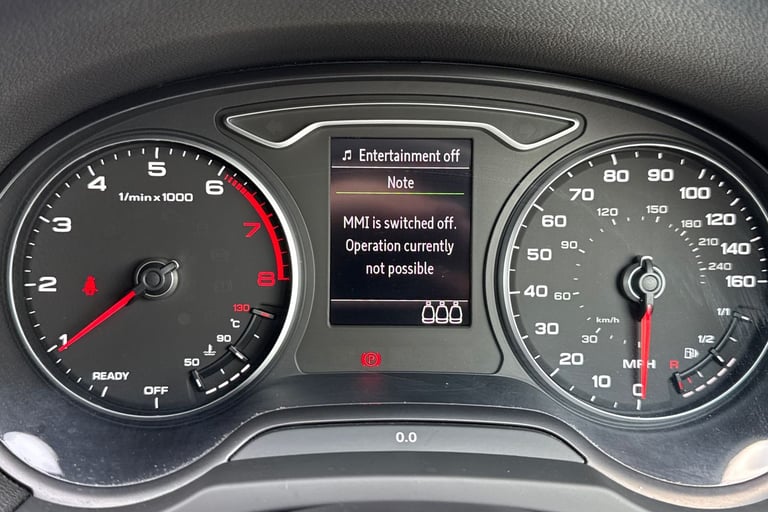 1/min x 1000
1
2
3
4
5
6
7
8
READY
OFF
50
90
°C
130
Entertainment off
Note
MMI is switched off.
Operation currently
not possible
P
0
10
20
30
40
50
60
70
80
90
100
120
140
160
30
60
90
120
150
180
210
240
km/h
MPH
R
1/2
1/1
0.0